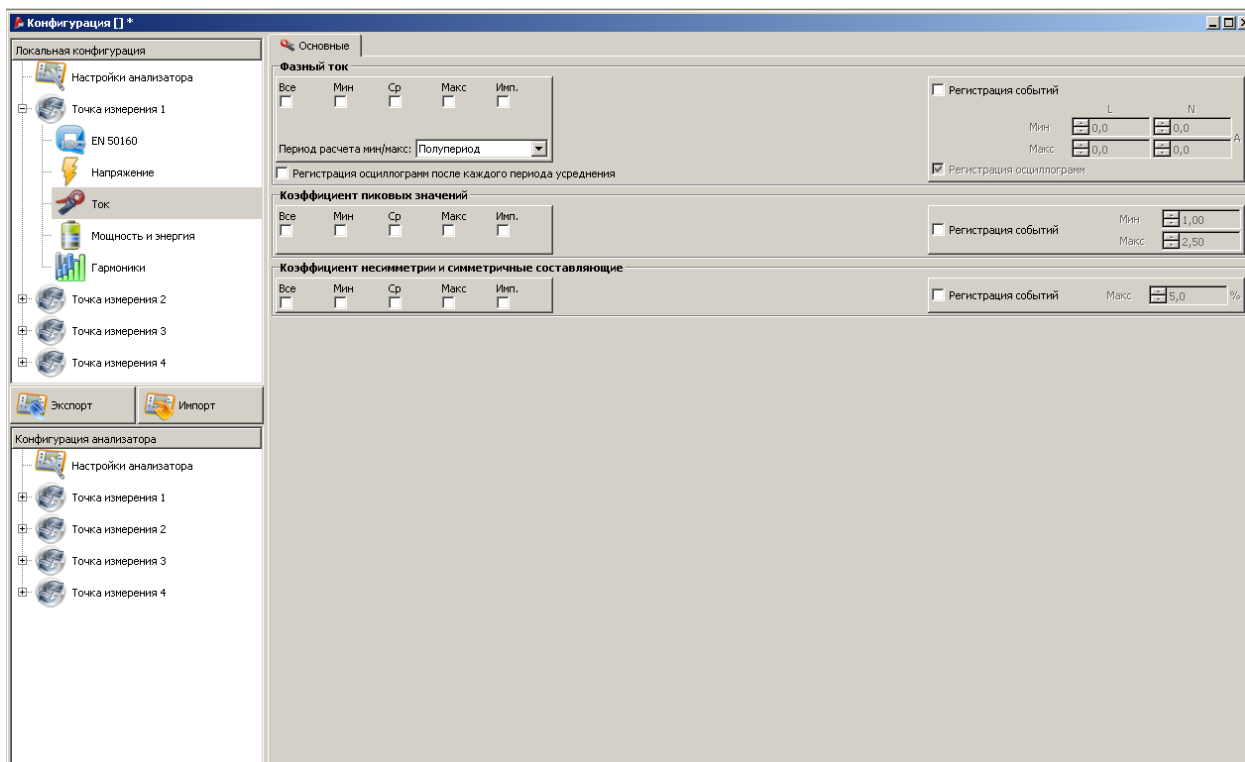 Конфигурация [] *
Локальная конфигурация
Настройки анализатора
Точка измерения 1
EN 50160
Напряжение
Ток
Мощность и энергия
Гармоники
Точка измерения 2
Точка измерения 3
Точка измерения 4
Экспорт Импорт
Конфигурация анализатора
Настройки анализатора
Точка измерения 1
Точка измерения 2
Точка измерения 3
Точка измерения 4
Основные
Фазный ток
Все Мин Ср Макс Имп.
Период расчета мин/макс: Полупериод
Регистрация осциллограмм после каждого периода усреднения
Регистрация событий
L N
Мин 0,0 0,0
A
Макс 0,0 0,0
Регистрация осциллограмм
Коэффициент пиковых значений
Все Мин Ср Макс Имп.
Регистрация событий
Мин 1,00
Макс 2,50
Коэффициент несимметрии и симметричные составляющие
Все Мин Ср Макс Имп.
Регистрация событий Макс 5,0 %